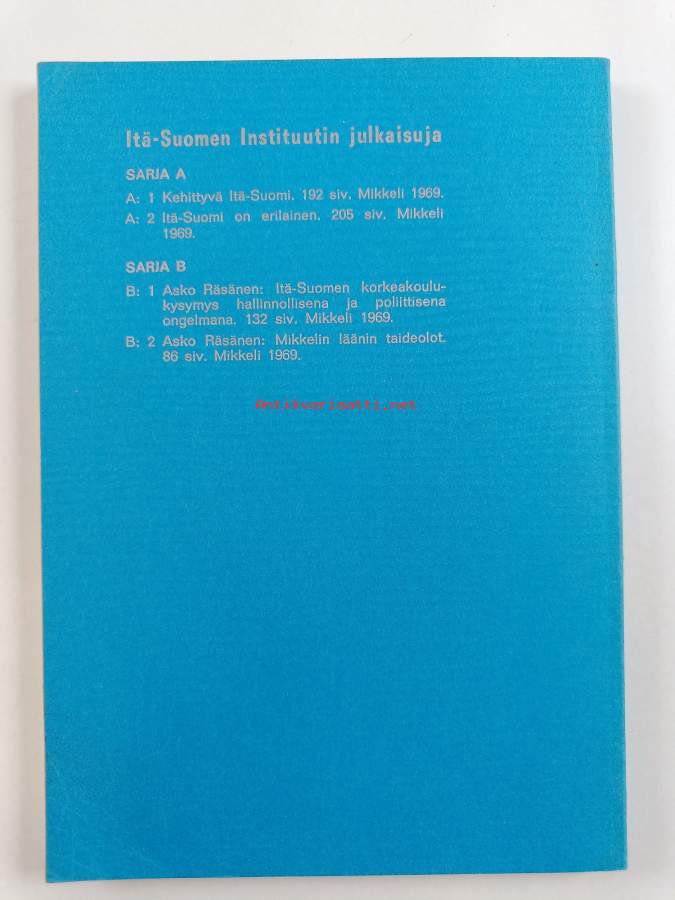 Itä-Suomen Instituutin julkaisuja
SARJA A
A: 1 Kehittyvä Itä-Suomi. 192 siv. Mikkeli 1969.
A: 2 Itä-Suomi on erilainen. 205 siv. Mikkeli
1969.
SARJA B
B: 1 Asko Räsänen: Itä-Suomen korkeakoulu-
kysymys hallinnollisena ja poliittisena
ongelmana. 132 siv. Mikkeli 1969.
B: 2 Asko Räsänen: Mikkelin läänin taideolot.
86 siv. Mikkeli 1969.
Antikvariaatti.net